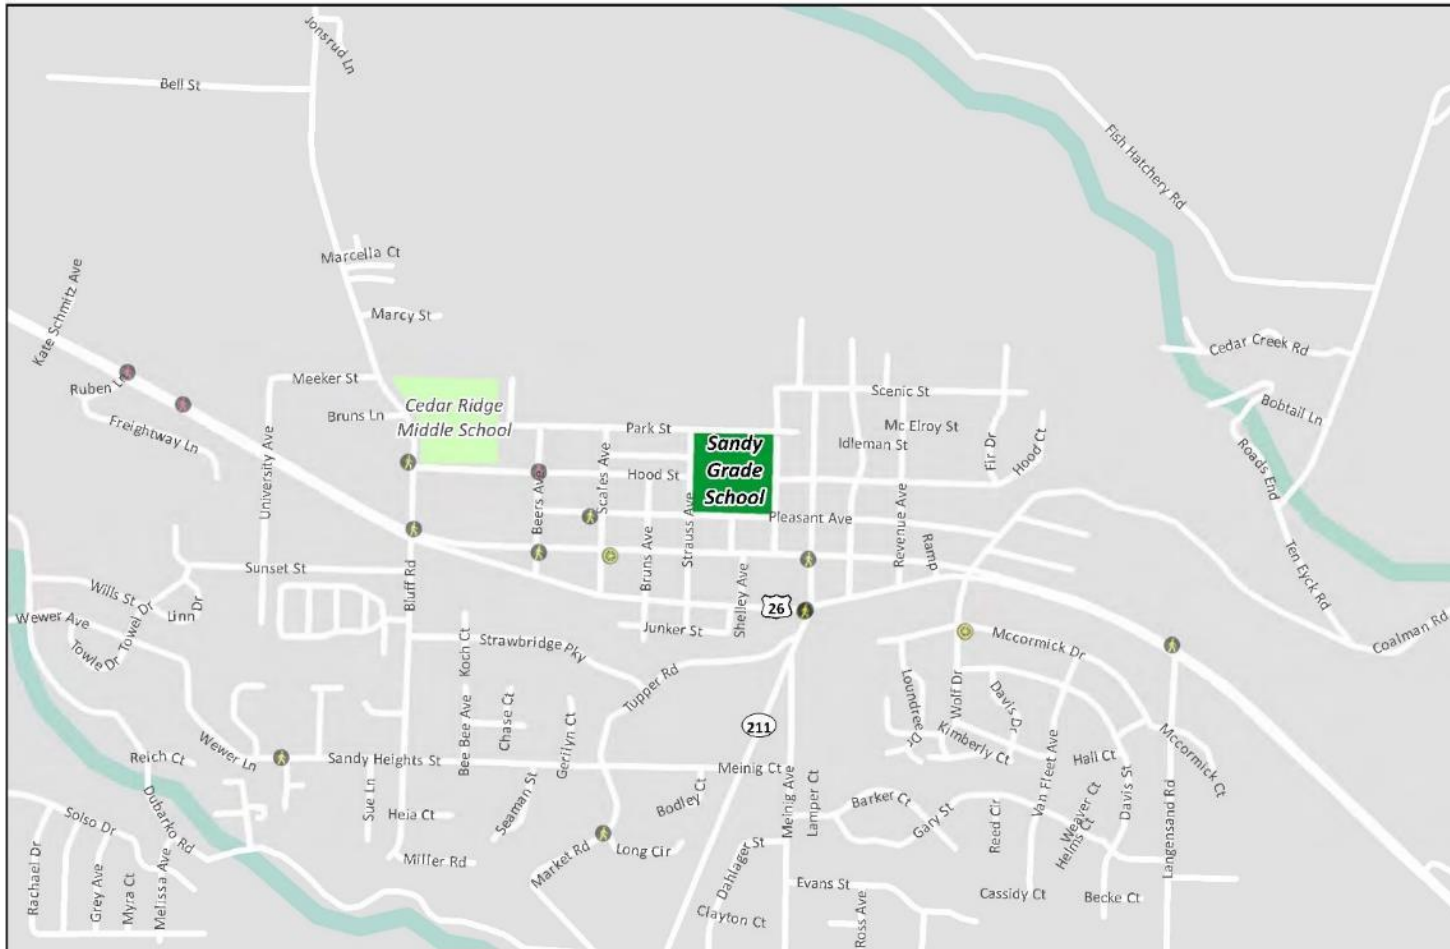 Jonsrud Ln
Bell St
Fish Hatchery Rd
Marcella Ct
Kate Schmitz Ave
Marcy St
Cedar Creek Rd
Ruben Ln
Meeker St
Scenic St
Bruns Ln
Cedar Ridge
Middle School
Bobtail Ln
Freightway Ln
Park St
Mc Elroy St
Idleman St
Sandy
Grade
School
Fir Dr
Hood Ct
University Ave
Beers Ave
Scales Ave
Hood St
Roads End
Strauss Ave
Pleasant Ave
Revenue Ave
Ramp
Bruns Ave
Sunset St
Bluff Rd
Shelley Ave
Ten Eyck Rd
Wills St
Towel Dr
Linn Dr
26
Wewer Ave
Towle Dr
Koch Ct
Strawbridge Pky
Junker St
Mccormick Dr
Coalman Rd
Tupper Rd
Loundree Dr
Wolf Dr
Davis Dr
Bee Bee Ave
Chase Ct
Gerilyn Ct
211
Kimberly Ct
Van Fleet Ave
Hall Ct
Mccormick Ct
Reich Ct
Wewer Ln
Sandy Heights St
Meinig Ct
Sue Ln
Heia Ct
Seaman St
Bodley Ct
Meinig Ave
Lamper Ct
Barker Ct
Gary St
Reed Cir
Weaver Ct
Helms Ct
Davis St
Langensand Rd
Dubarko Rd
Solso Dr
Miller Rd
Market Rd
Long Cir
Dahlager St
Rachael Dr
Grey Ave
Myra Ct
Melissa Ave
Evans St
Clayton Ct
Ross Ave
Cassidy Ct
Becke Ct